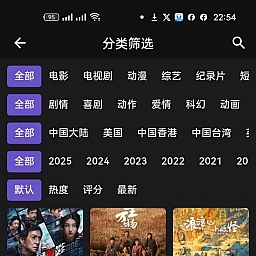 95 22:54
分类筛选
全部 电影 电视剧 动漫 综艺 纪录片 短
全部 剧情 喜剧 动作 爱情 科幻 动画
全部 中国大陆 美国 中国香港 中国台湾
全部 2025 2024 2023 2022 2021 20
默认 热度 评分 最新